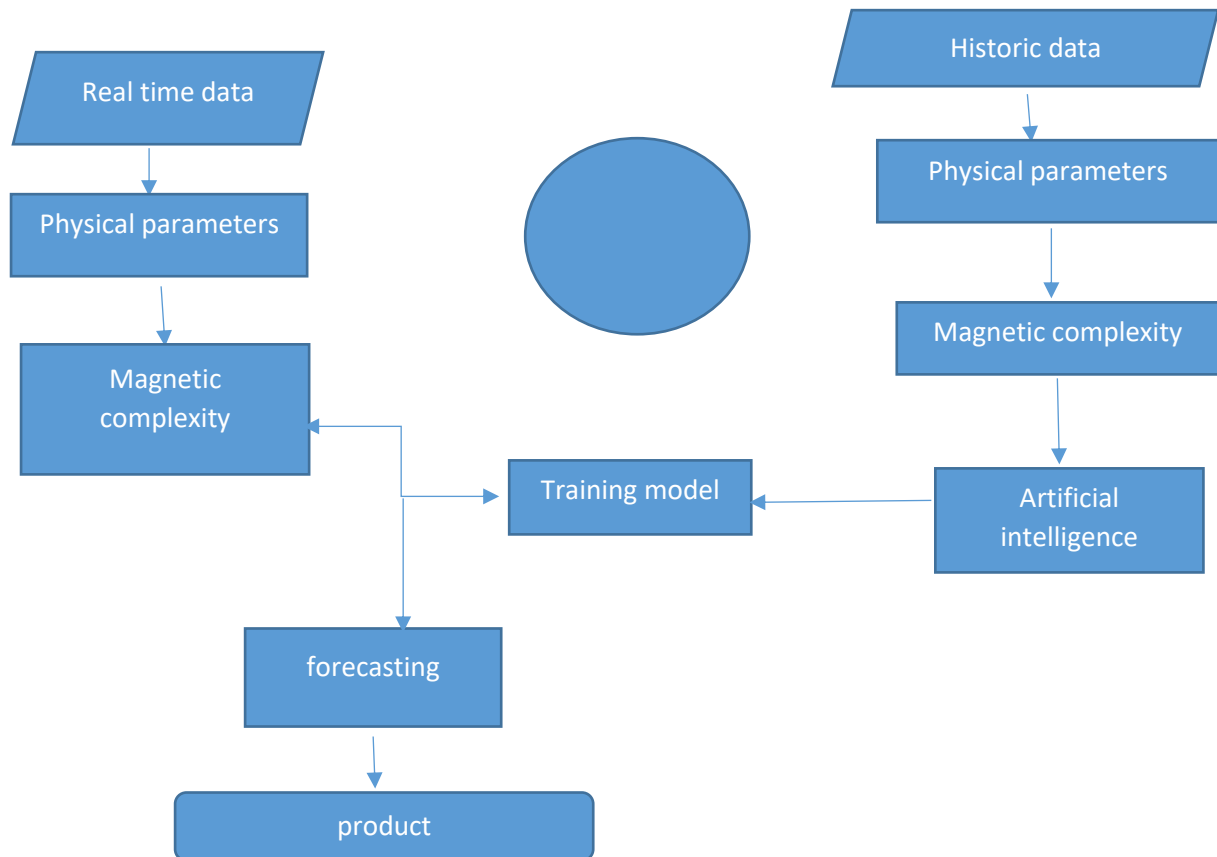 Historic data
Real time data
Physical parameters
Physical parameters
Magnetic complexity
Magnetic
complexity
Training model
Artificial
intelligence
forecasting
product